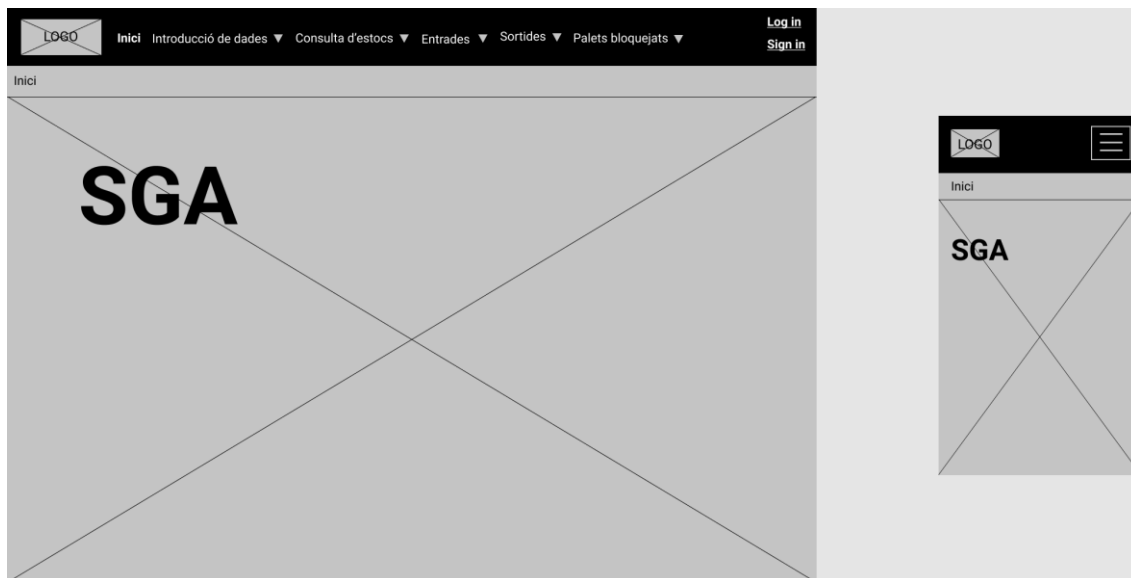 LOGO
Inici Introducció de dades ▼ Consulta d'estocs ▼ Entrades ▼ Sortides ▼ Palets bloquejats ▼
Log in
Sign in
Inici
SGA
LOGO
Inici
SGA